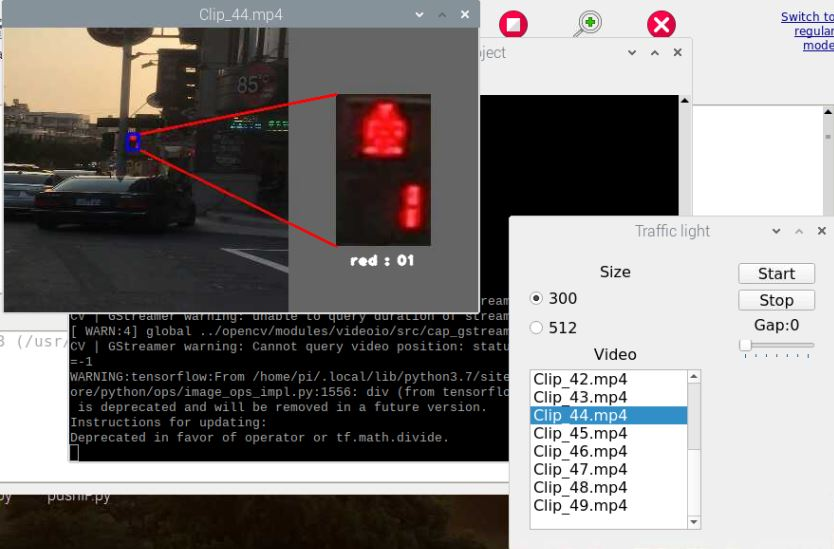 Clip_44.mp4
Switch to
regular
mode
ject
85℃
1
red : 01
CV | GStreamer warning: unable to query duration of stream
[ WARN:4] global ../opencv/modules/videoio/src/cap_gstream
CV | GStreamer warning: Cannot query video position: statu
=-1
WARNING:tensorflow:From /home/pi/.local/lib/python3.7/site
ore/python/ops/image_ops_impl.py:1556: div (from tensorflo
is deprecated and will be removed in a future version.
Instructions for updating:
Deprecated in favor of operator or tf.math.divide.
3 (/usr/
Traffic light
Size
300
512
Start
Stop
Gap:0
Video
Clip_42.mp4
Clip_43.mp4
Clip_44.mp4
Clip_45.mp4
Clip_46.mp4
Clip_47.mp4
Clip_48.mp4
Clip_49.mp4